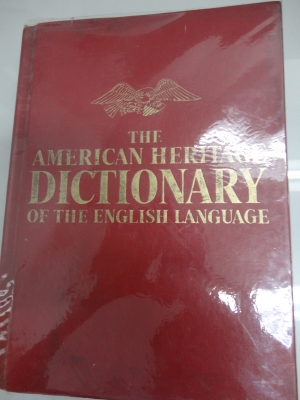 THE
AMERICAN HERITAGE
DICTIONARY
OF THE ENGLISH LANGUAGE